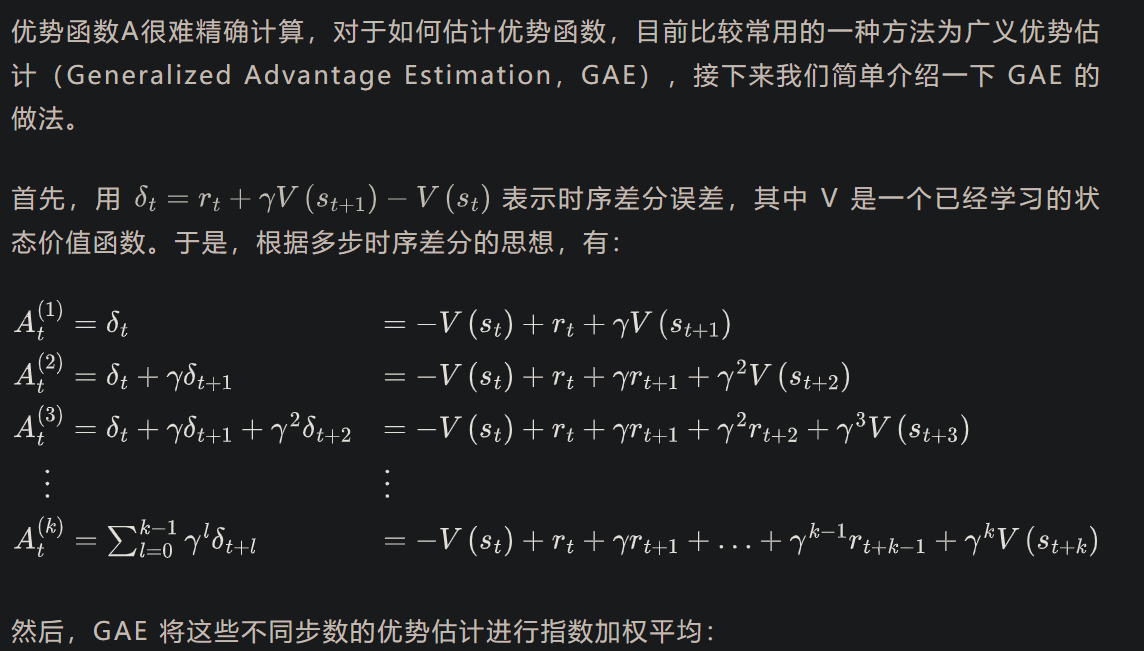 优势函数A很难精确计算，对于如何估计优势函数，目前比较常用的一种方法为广义优势估
计（Generalized Advantage Estimation，GAE），接下来我们简单介绍一下 GAE 的
做法。
首先，用 $\delta_t = r_t + \gamma V(s_{t+1}) - V(s_t)$ 表示时序差分误差，其中 V 是一个已经学习的状
态价值函数。于是，根据多步时序差分的思想，有：
$A_t^{(1)} = \delta_t = -V(s_t) + r_t + \gamma V(s_{t+1})$
$A_t^{(2)} = \delta_t + \gamma\delta_{t+1} = -V(s_t) + r_t + \gamma r_{t+1} + \gamma^2 V(s_{t+2})$
$A_t^{(3)} = \delta_t + \gamma\delta_{t+1} + \gamma^2\delta_{t+2} = -V(s_t) + r_t + \gamma r_{t+1} + \gamma^2 r_{t+2} + \gamma^3 V(s_{t+3})$
⋮ ⋮
$A_t^{(k)} = \sum_{l=0}^{k-1} \gamma^l \delta_{t+l} = -V(s_t) + r_t + \gamma r_{t+1} + \ldots + \gamma^{k-1} r_{t+k-1} + \gamma^k V(s_{t+k})$
然后，GAE 将这些不同步数的优势估计进行指数加权平均：